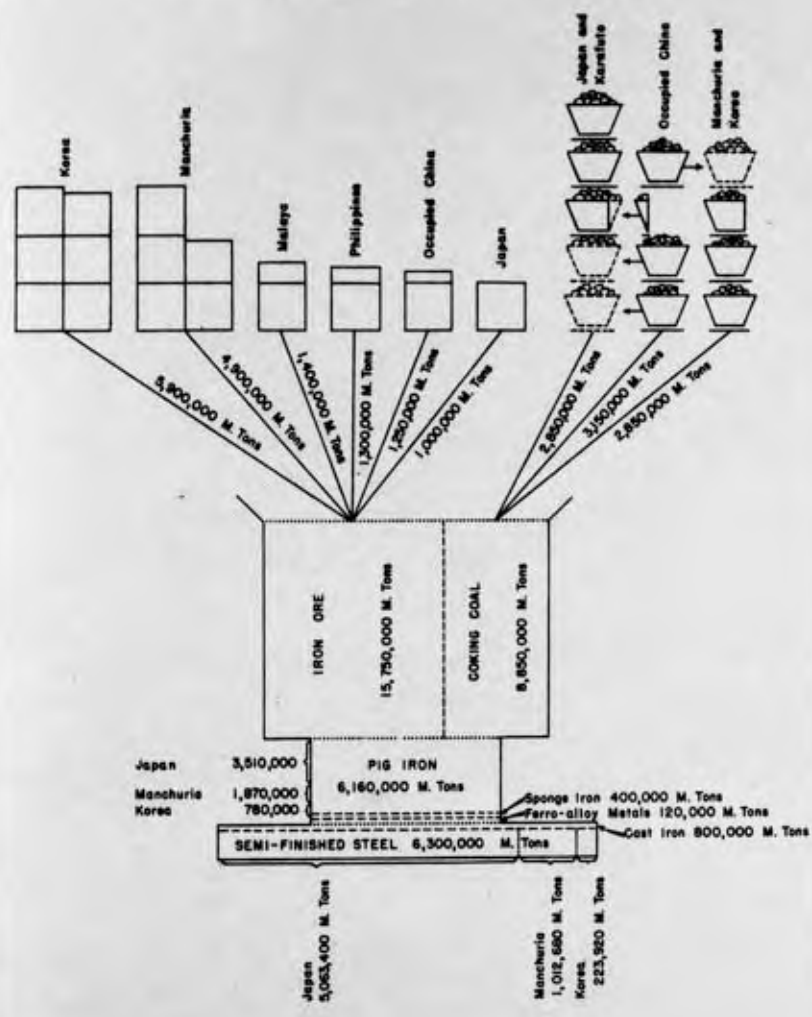 Korea
Manchuria
Malaya
Philippines
Occupied China
Japan
Japan and
Karafuto
Occupied China
Manchuria and
Korea
5,900,000 M. Tons
4,900,000 M. Tons
1,400,000 M. Tons
1,300,000 M. Tons
1,250,000 M. Tons
1,000,000 M. Tons
2,850,000 M. Tons
3,150,000 M. Tons
2,850,000 M. Tons
IRON ORE
15,750,000 M. Tons
COKING COAL
8,850,000 M. Tons
Japan 3,510,000
Manchuria 1,870,000
Korea 780,000
PIG IRON
6,160,000 M. Tons
Sponge Iron 400,000 M. Tons
Ferro-alloy Metals 120,000 M. Tons
Cast Iron 800,000 M. Tons
SEMI-FINISHED STEEL 6,300,000 M. Tons
Japan
5,063,400 M. Tons
Manchuria
1,012,680 M. Tons
Korea
223,920 M. Tons